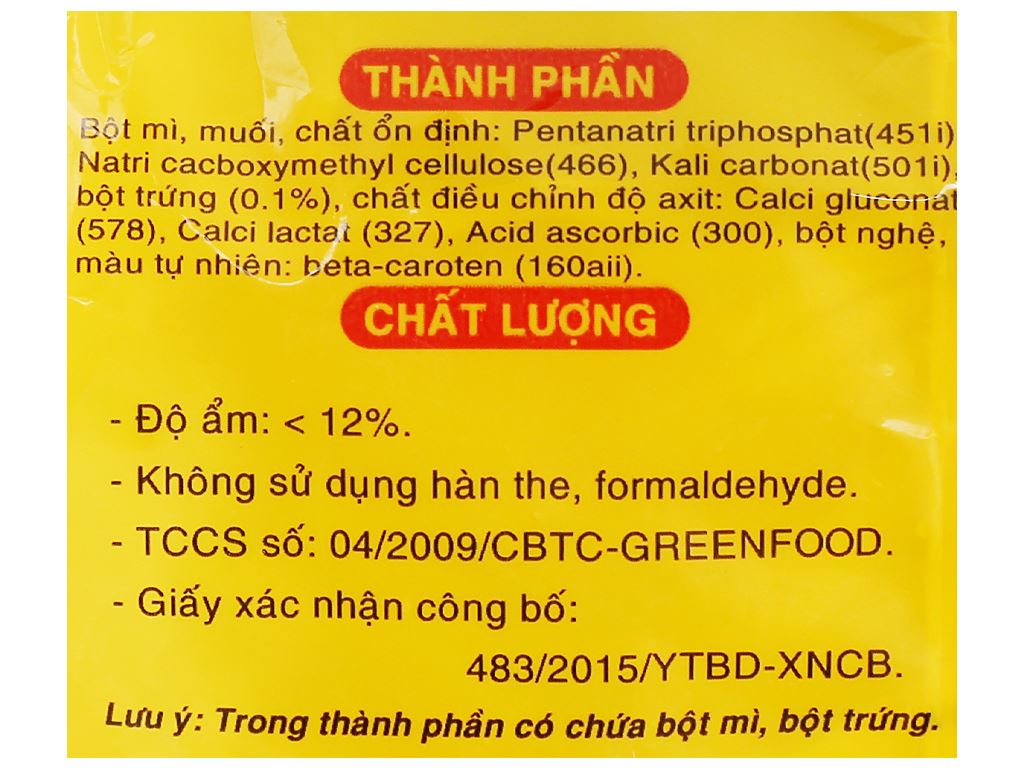 THÀNH PHẦN
Bột mì, muối, chất ổn định: Pentanatri triphosphat(451i)
Natri cacboxymethyl cellulose(466), Kali carbonat(501i),
bột trứng (0.1%), chất điều chỉnh độ axit: Calci gluconat
(578), Calci lactat (327), Acid ascorbic (300), bột nghệ,
màu tự nhiên: beta-caroten (160aii).
CHẤT LƯỢNG
- Độ ẩm: < 12%.
- Không sử dụng hàn the, formaldehyde.
- TCCS số: 04/2009/CBTC-GREENFOOD.
- Giấy xác nhận công bố:
483/2015/YTBD-XNCB.
Lưu ý: Trong thành phần có chứa bột mì, bột trứng.